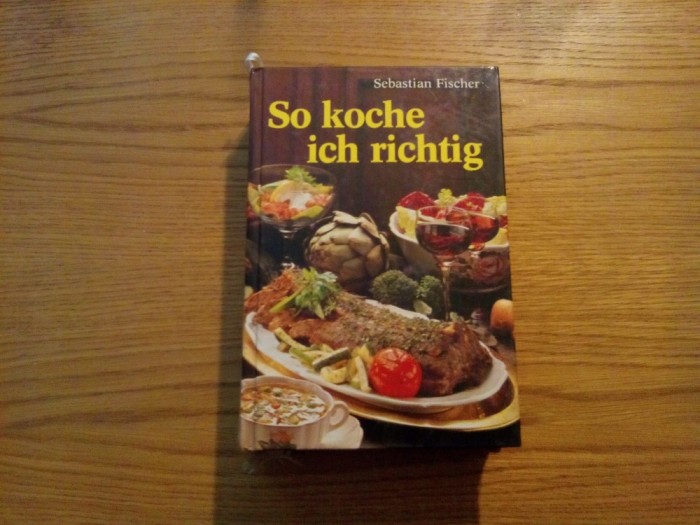 Sebastian Fischer
So koche
ich richtig